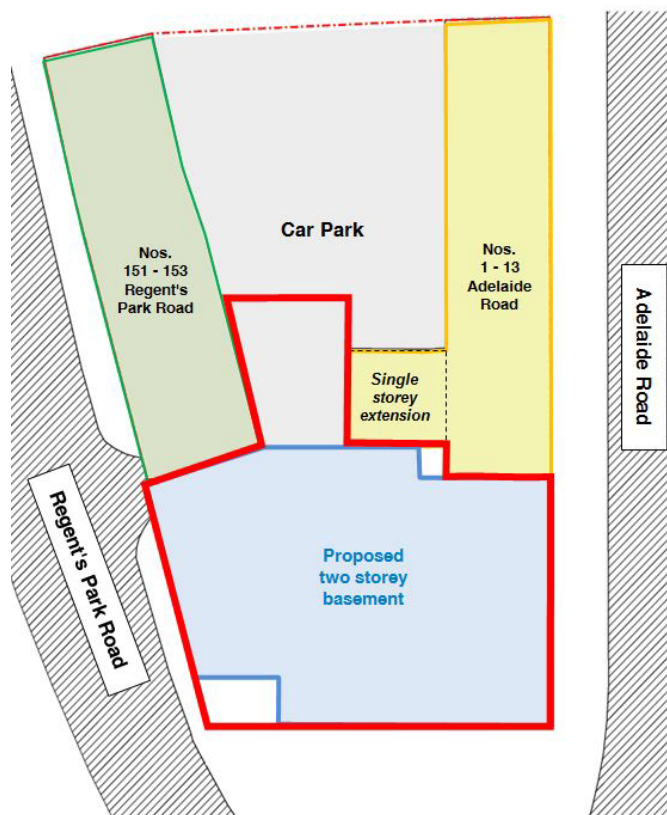 Car Park
Nos.
151 - 153
Regent's
Park Road
Nos.
1 - 13
Adelaide
Road
Adelaide Road
Single
storey
extension
Regent's Park Road
Proposed
two storey
basement